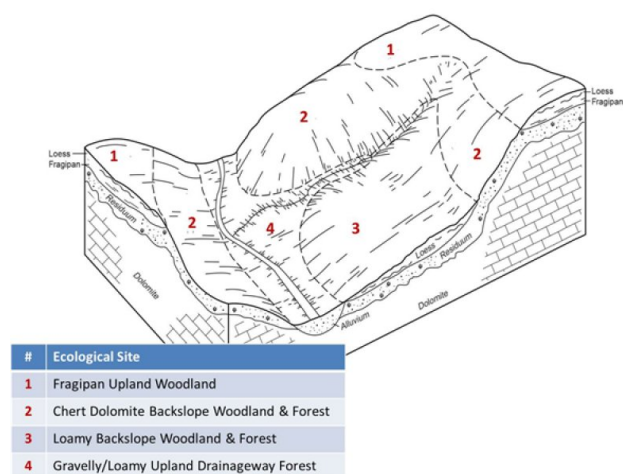 1
2
Loess
Fragipan
1
2
Loess
Fragipan
Residuum
2
4
3
Loess
Residuum
Dolomite
Dolomite
Alluvium
# Ecological Site
1 Fragipan Upland Woodland
2 Chert Dolomite Backslope Woodland & Forest
3 Loamy Backslope Woodland & Forest
4 Gravelly/Loamy Upland Drainageway Forest